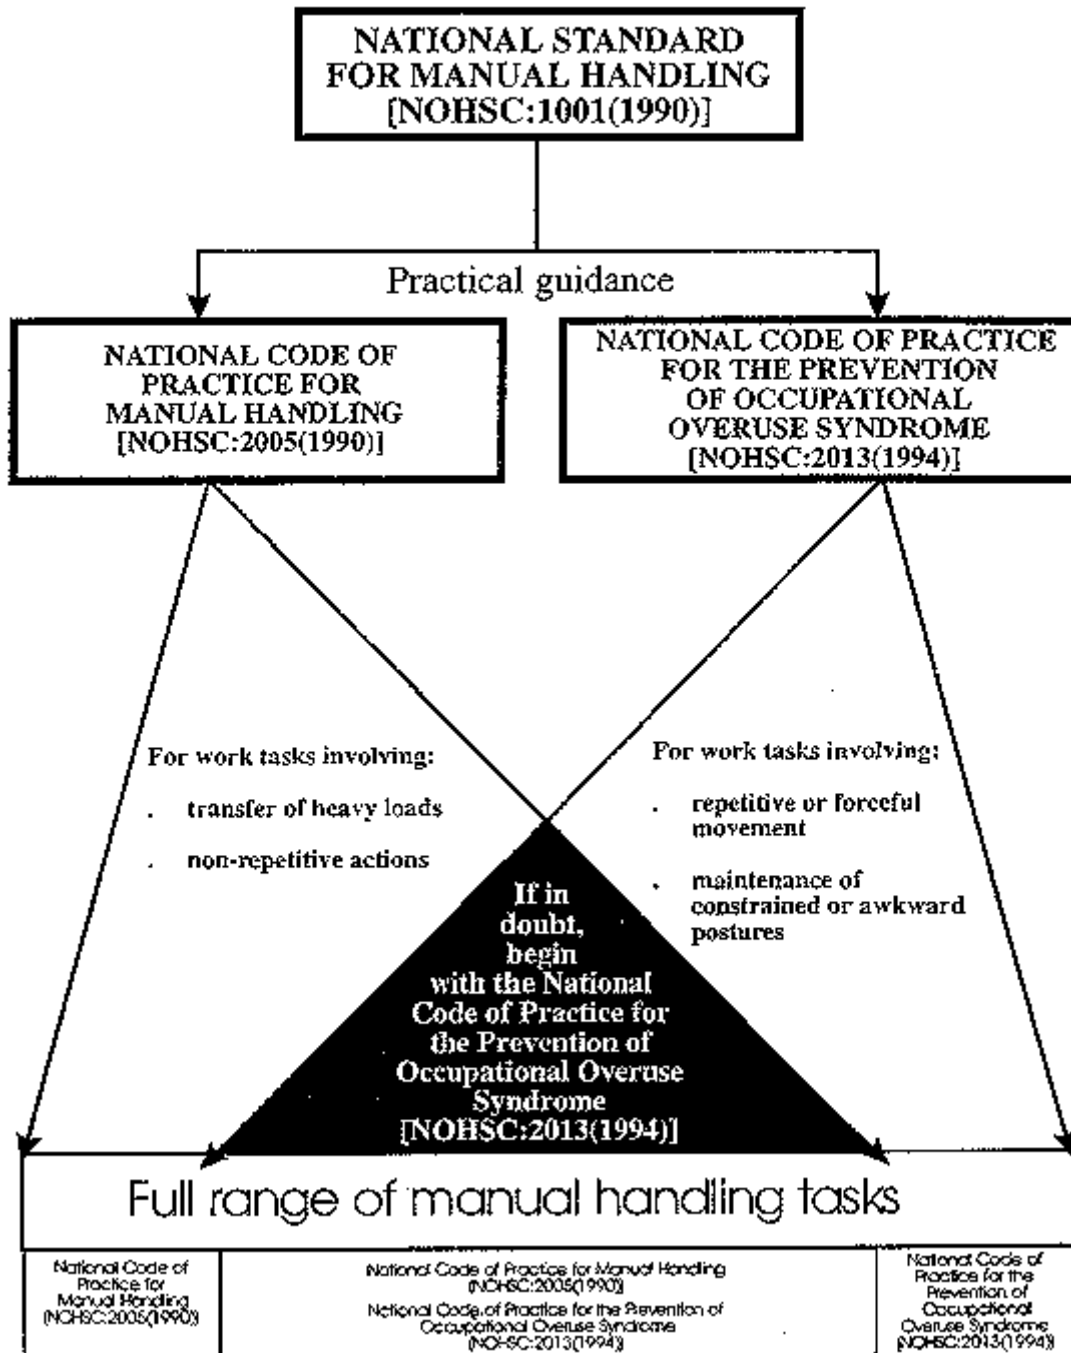 NATIONAL STANDARD
FOR MANUAL HANDLING
[NOHSC:1001(1990)]
Practical guidance
NATIONAL CODE OF
PRACTICE FOR
MANUAL HANDLING
[NOHSC:2005(1990)]
NATIONAL CODE OF PRACTICE
FOR THE PREVENTION
OF OCCUPATIONAL
OVERUSE SYNDROME
[NOHSC:2013(1994)]
For work tasks involving:
. transfer of heavy loads
. non-repetitive actions
For work tasks involving:
. repetitive or forceful
movement
. maintenance of
constrained or awkward
postures
If in
doubt,
begin
with the National
Code of Practice for
the Prevention of
Occupational Overuse
Syndrome
[NOHSC:2013(1994)]
Full range of manual handling tasks
National Code of
Practice for
Manual Handling
[NOHSC:2005(1990)]
National Code of Practice for Manual Handling
[NOHSC:2005(1990)]
National Code of Practice for the Prevention of
Occupational Overuse Syndrome
[NOHSC:2013(1994)]
National Code of
Practice for the
Prevention of
Occupational
Overuse Syndrome
[NOHSC:2013(1994)]